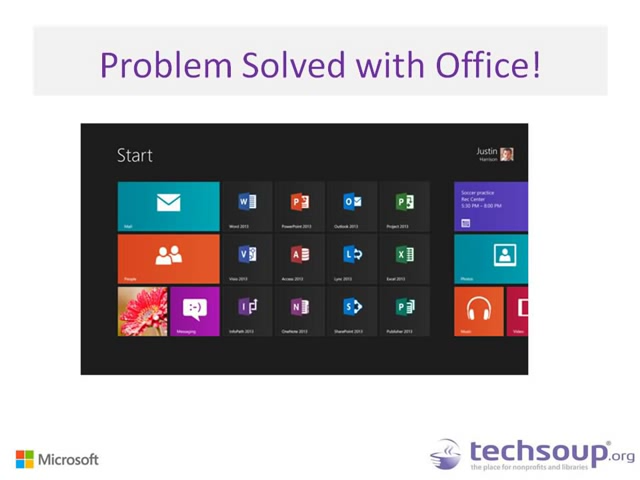 Problem Solved with Office!
Start
Justin
Harrison
Mail
Word 2013
PowerPoint 2013
Outlook 2013
Project 2013
Soccer practice
Rec Center
5:30 PM – 8:00 PM
People
Visio 2013
Access 2013
Lync 2013
Excel 2013
Photos
Messaging
InfoPath 2013
OneNote 2013
SharePoint 2013
Publisher 2013
Music
Video
Microsoft
techsoup®.org
the place for nonprofits and libraries